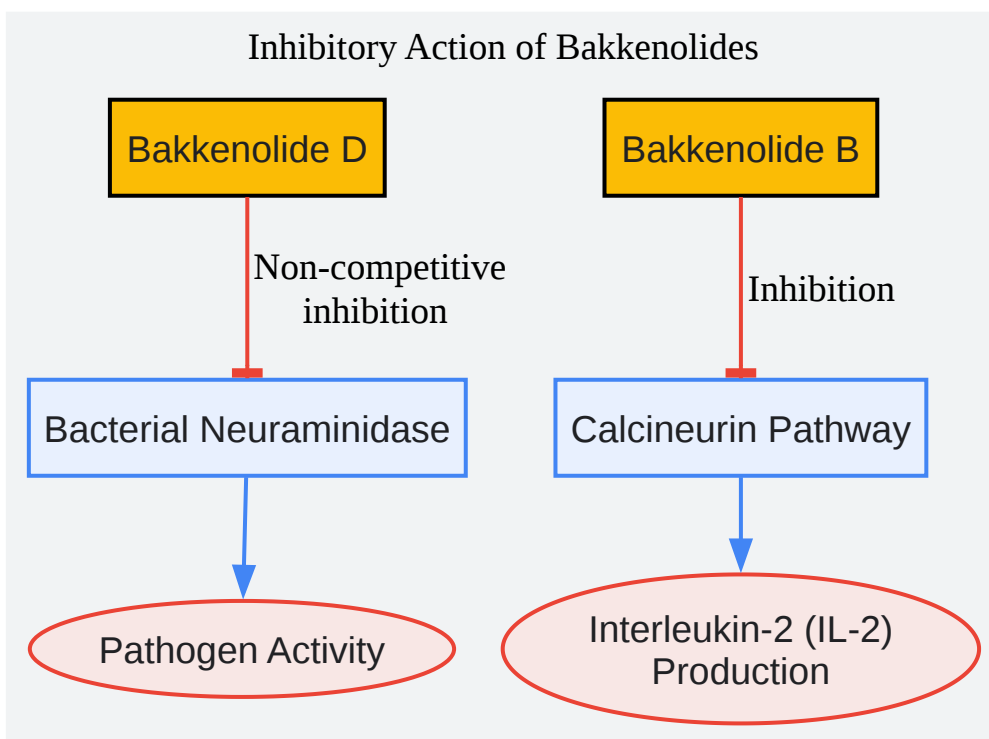 Inhibitory Action of Bakkenolides
Bakkenolide D
Bakkenolide B
Non-competitive
inhibition
Inhibition
Bacterial Neuraminidase
Calcineurin Pathway
Pathogen Activity
Interleukin-2 (IL-2)
Production